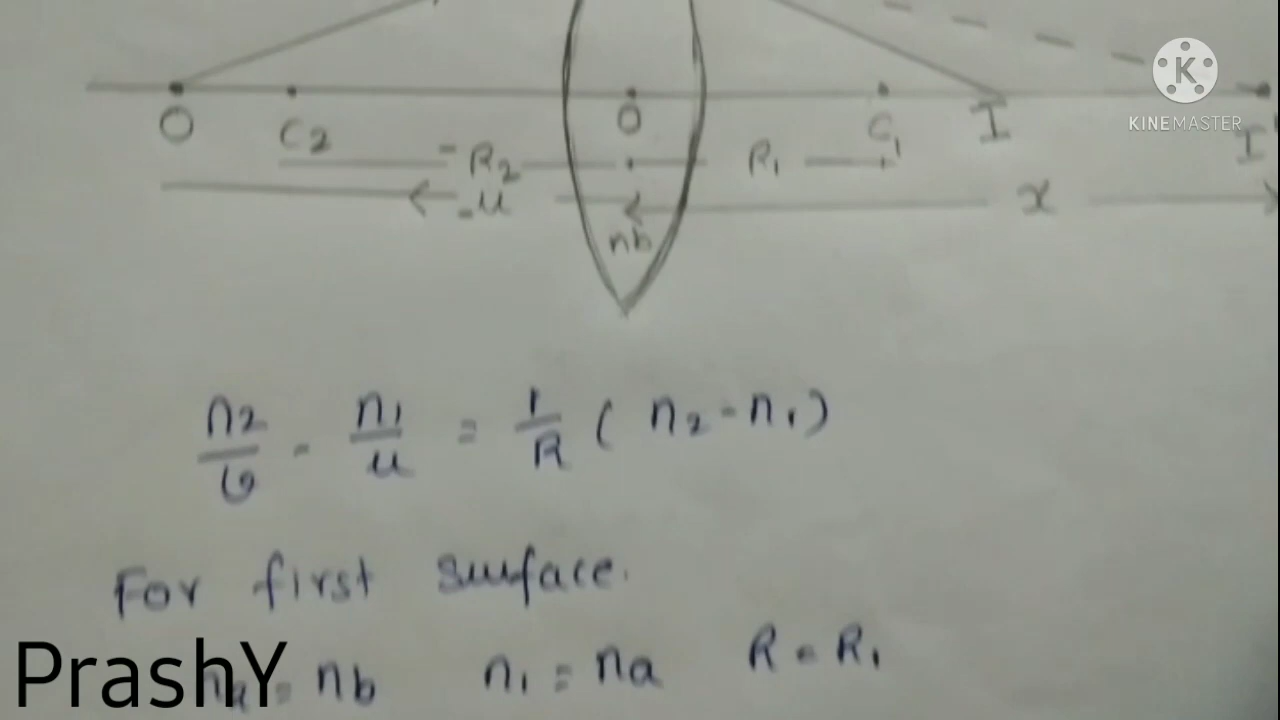 K
KINEMASTER
O C2 O C1 I I'
-R2 R1
-u x
nb
n2/v - n1/u = 1/R ( n2 - n1 )
For first surface.
= nb n1 = na R = R1
PrashY